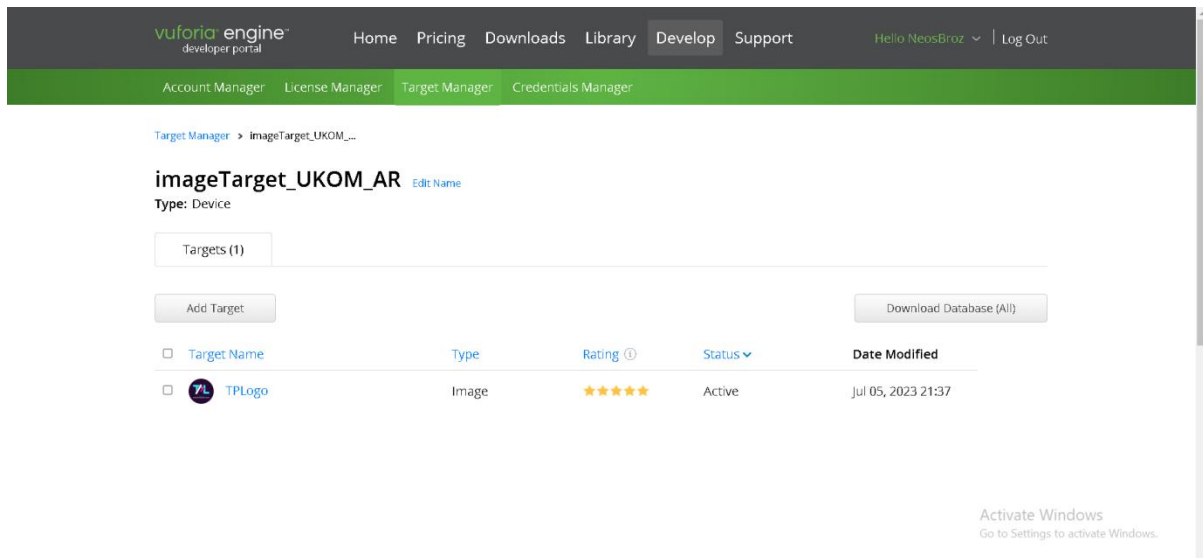 vuforia engine™
developer portal
Home Pricing Downloads Library Develop Support Hello NeosBroz | Log Out
Account Manager License Manager Target Manager Credentials Manager
Target Manager > imageTarget_UKOM_...
imageTarget_UKOM_AR Edit Name
Type: Device
Targets (1)
Add Target Download Database (All)
Target Name Type Rating Status Date Modified
TPLogo Image Active Jul 05, 2023 21:37
Activate Windows
Go to Settings to activate Windows.